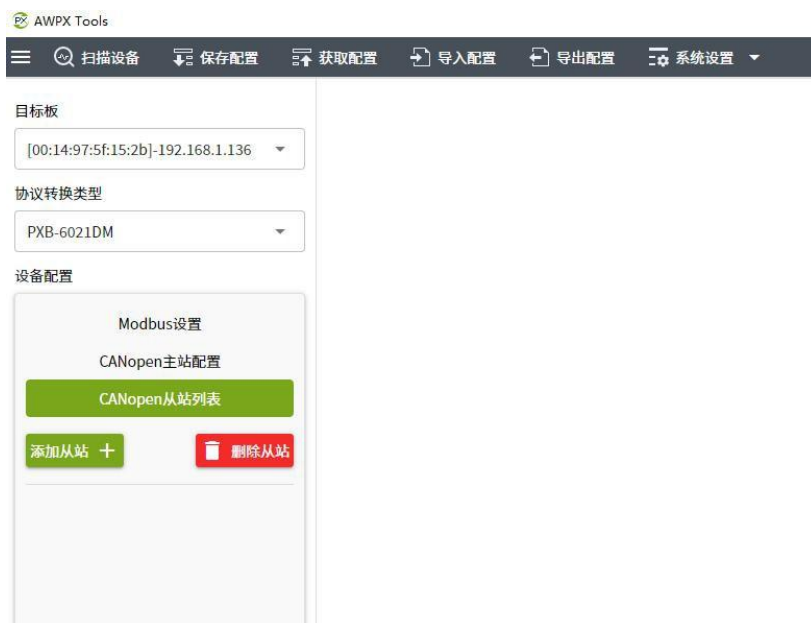 AWPX Tools
扫描设备 保存配置 获取配置 导入配置 导出配置 系统设置
目标板
[00:14:97:5f:15:2b]-192.168.1.136
协议转换类型
PXB-6021DM
设备配置
Modbus设置
CANopen主站配置
CANopen从站列表
添加从站 删除从站